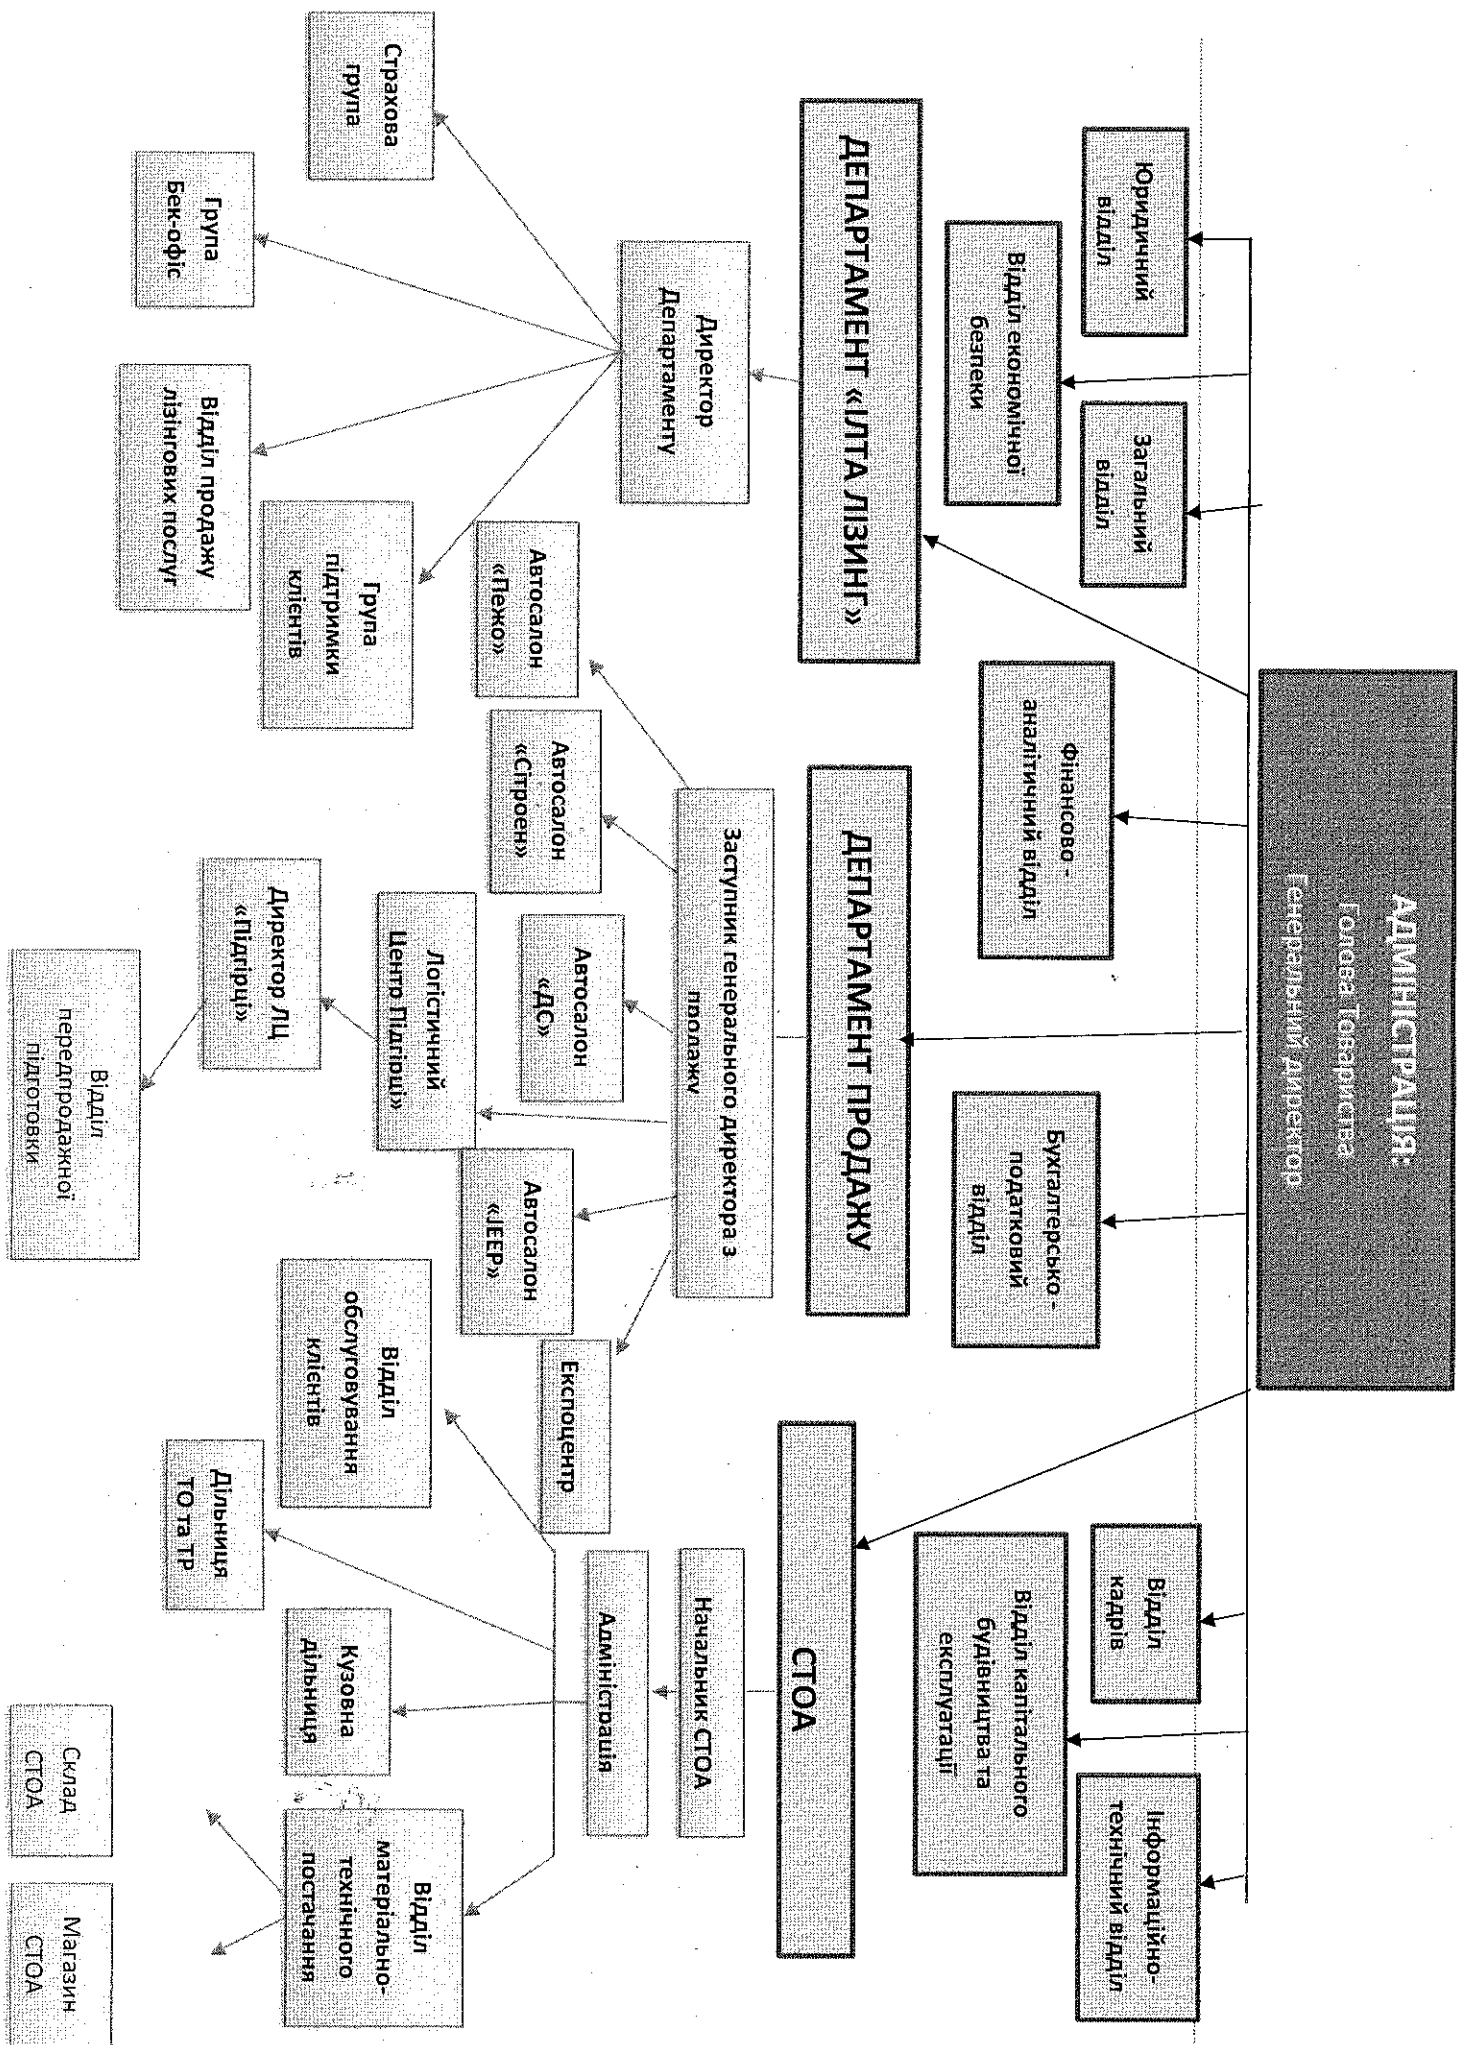 АДМІНІСТРАЦІЯ:
Голова Товариства
Генеральний директор
Юридичний
відділ
Загальний
відділ
Відділ економічної
безпеки
Фінансово -
аналітичний відділ
Бухгалтерсько -
податковий
відділ
Відділ
кадрів
Відділ капітального
будівництва та
експлуатації
Інформаційно-
технічний відділ
ДЕПАРТАМЕНТ «ІЛТА ЛІЗИНГ»
ДЕПАРТАМЕНТ ПРОДАЖУ
СТОА
Директор
Департаменту
Страхова
група
Група
Бек-офіс
Відділ продажу
лізінгових послуг
Група
підтримки
клієнтів
Заступник генерального директора з
продажу
Автосалон
«Пежо»
Автосалон
«Сітроен»
Автосалон
«ДС»
Логістичний
Центр Підгірці»
Автосалон
«JEEP»
Експоцентр
Директор ЛЦ
«Підгірці»
Відділ
передпродажної
підготовки
Начальник СТОА
Адміністрація
Відділ
обслуговування
клієнтів
Дільниця
ТО та ТР
Кузовна
дільниця
Відділ
матеріально-
технічного
постачання
Склад
СТОА
Магазин
СТОА